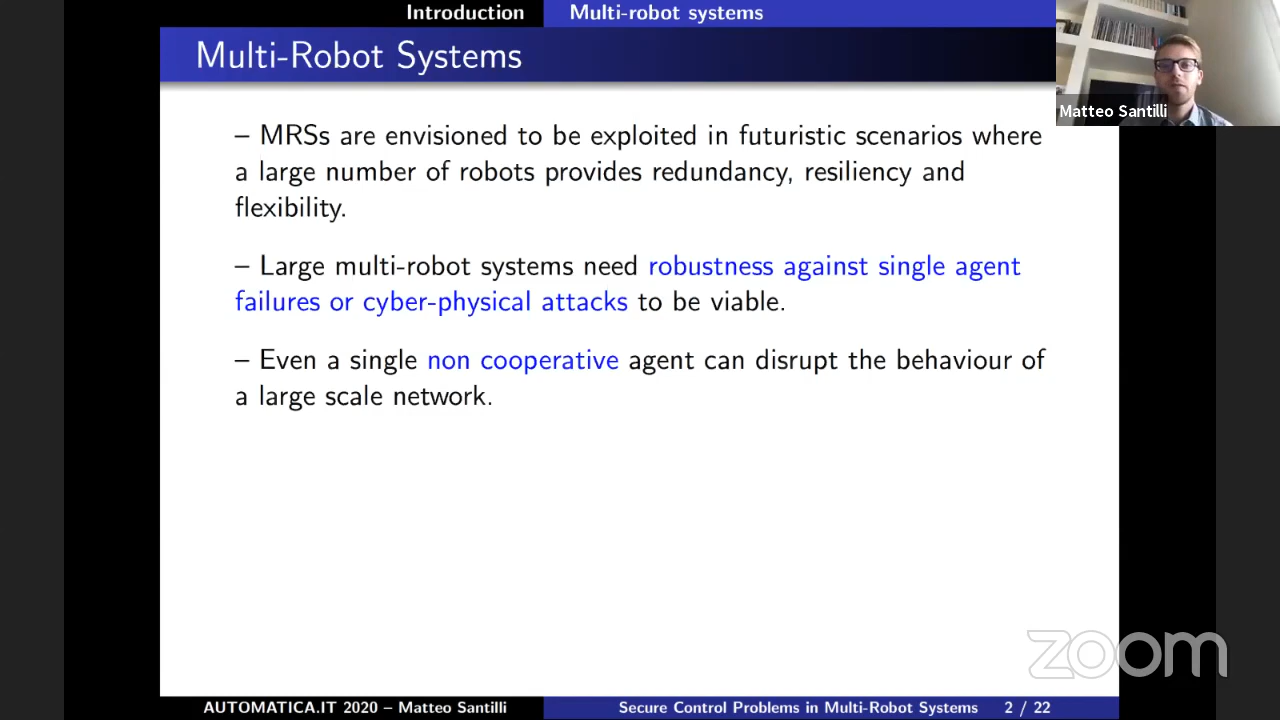 Introduction Multi-robot systems
Multi-Robot Systems
Matteo Santilli
– MRSs are envisioned to be exploited in futuristic scenarios where
a large number of robots provides redundancy, resiliency and
flexibility.
– Large multi-robot systems need robustness against single agent
failures or cyber-physical attacks to be viable.
– Even a single non cooperative agent can disrupt the behaviour of
a large scale network.
zoom
AUTOMATICA.IT 2020 – Matteo Santilli Secure Control Problems in Multi-Robot Systems 2 / 22